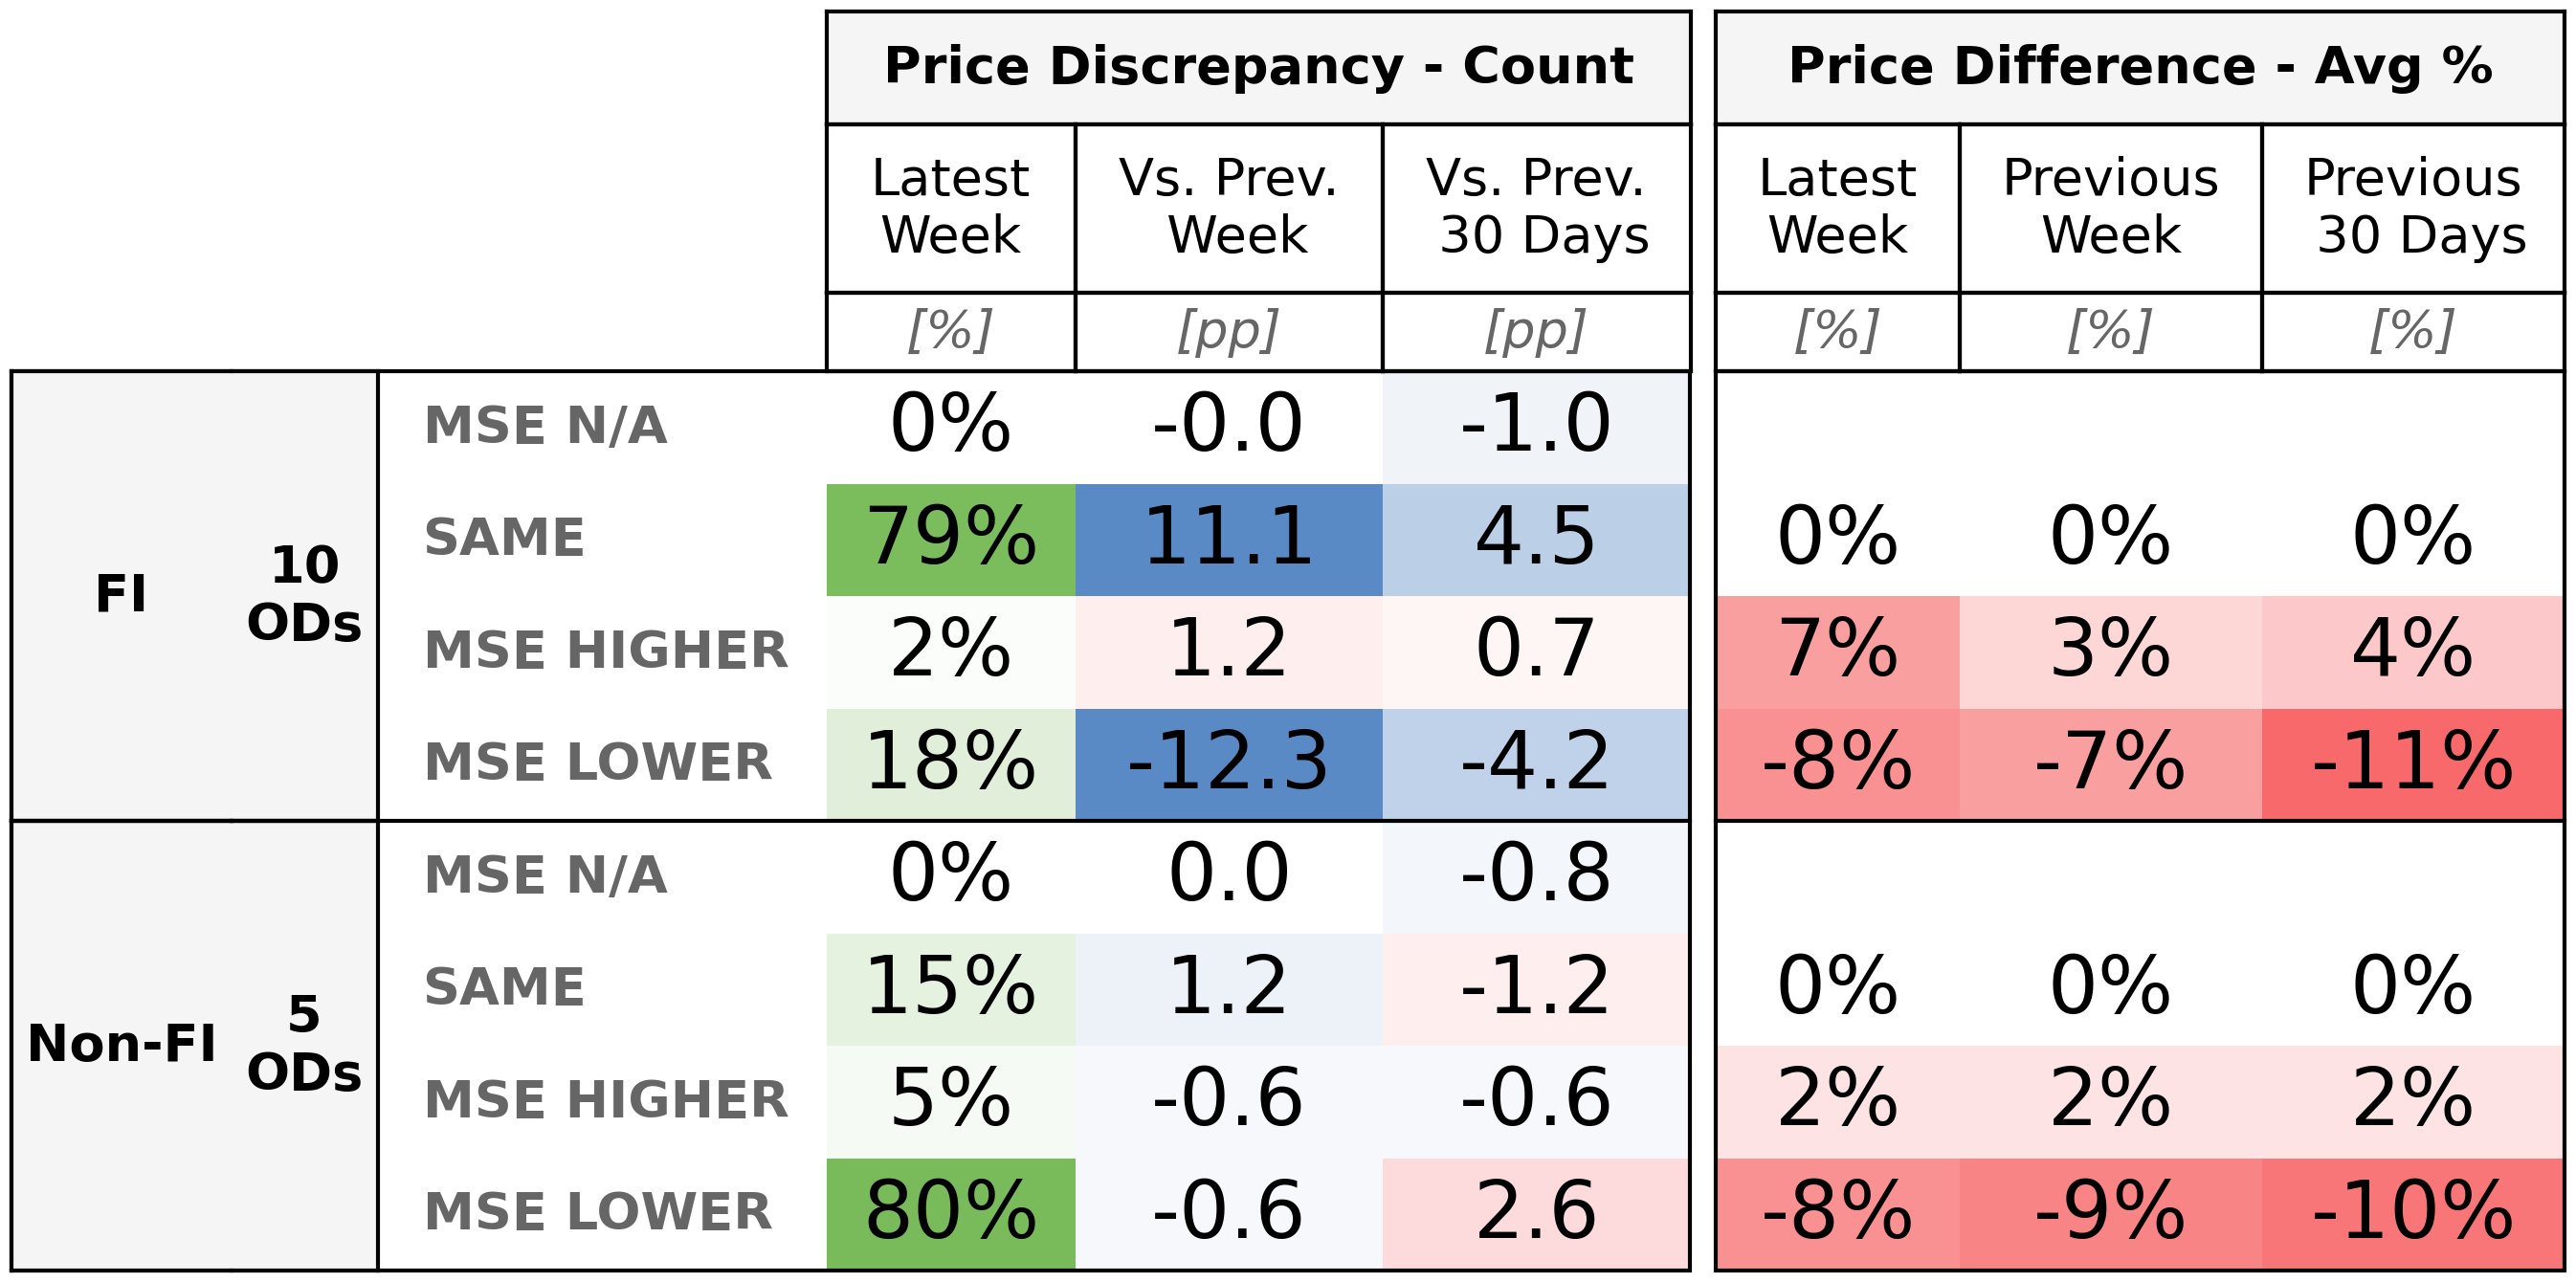 Price Discrepancy - Count Price Difference - Avg %
Latest Week Vs. Prev. Week Vs. Prev. 30 Days Latest Week Previous Week Previous 30 Days
[%] [pp] [pp] [%] [%] [%]
FI 10 ODs
MSE N/A 0% -0.0 -1.0
SAME 79% 11.1 4.5 0% 0% 0%
MSE HIGHER 2% 1.2 0.7 7% 3% 4%
MSE LOWER 18% -12.3 -4.2 -8% -7% -11%
Non-FI 5 ODs
MSE N/A 0% 0.0 -0.8
SAME 15% 1.2 -1.2 0% 0% 0%
MSE HIGHER 5% -0.6 -0.6 2% 2% 2%
MSE LOWER 80% -0.6 2.6 -8% -9% -10%